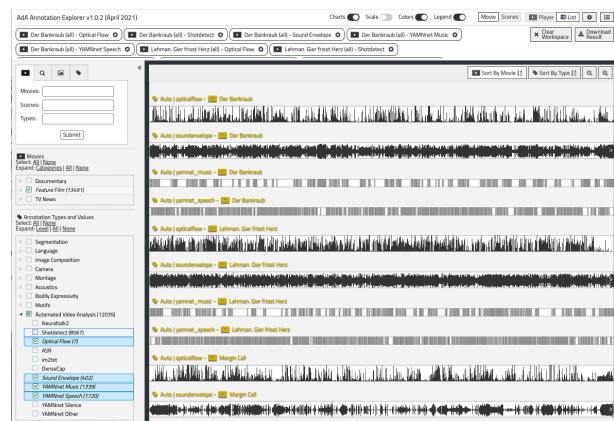 AdA Annotation Explorer v1.0.2 (April 2021)
Charts Scale Colors Legend Movie Scenes Player List
Der Bankraub (all) - Optical Flow Der Bankraub (all) - Shotdetect Der Bankraub (all) - Sound Envelope Der Bankraub (all) - YAMNnet Music
Clear Workspace
Download Result
Der Bankraub (all) - YAMNnet Speech Lehman. Gier frisst Herz (all) - Optical Flow Lehman. Gier frisst Herz (all) - Shotdetect
«
Sort By Movie Sort By Type
Movies:
Scenes:
Types:
Submit
Movies
Select: All | None
Expand: Categories | All | None
Documentary
Feature Film (13491)
TV News
Annotation Types and Values
Select: All | None
Expand: Level | All | None
Segmentation
Language
Image Composition
Camera
Montage
Acoustics
Bodily Expressivity
Motifs
Automated Video Analysis (12035)
Neuraltalk2
Shotdetect (8567)
Optical Flow (7)
ASR
im2txt
DenseCap
Sound Envelope (402)
YAMNnet Music (1339)
YAMNnet Speech (1720)
YAMNnet Silence
YAMNnet Other
Auto | opticalflow - Der Bankraub
Auto | soundenvelope - Der Bankraub
Auto | yamnet_music - Der Bankraub
Auto | yamnet_speech - Der Bankraub
Auto | opticalflow - Lehman. Gier frisst Herz
Auto | soundenvelope - Lehman. Gier frisst Herz
Auto | yamnet_music - Lehman. Gier frisst Herz
Auto | yamnet_speech - Lehman. Gier frisst Herz
Auto | opticalflow - Margin Call
Auto | soundenvelope - Margin Call